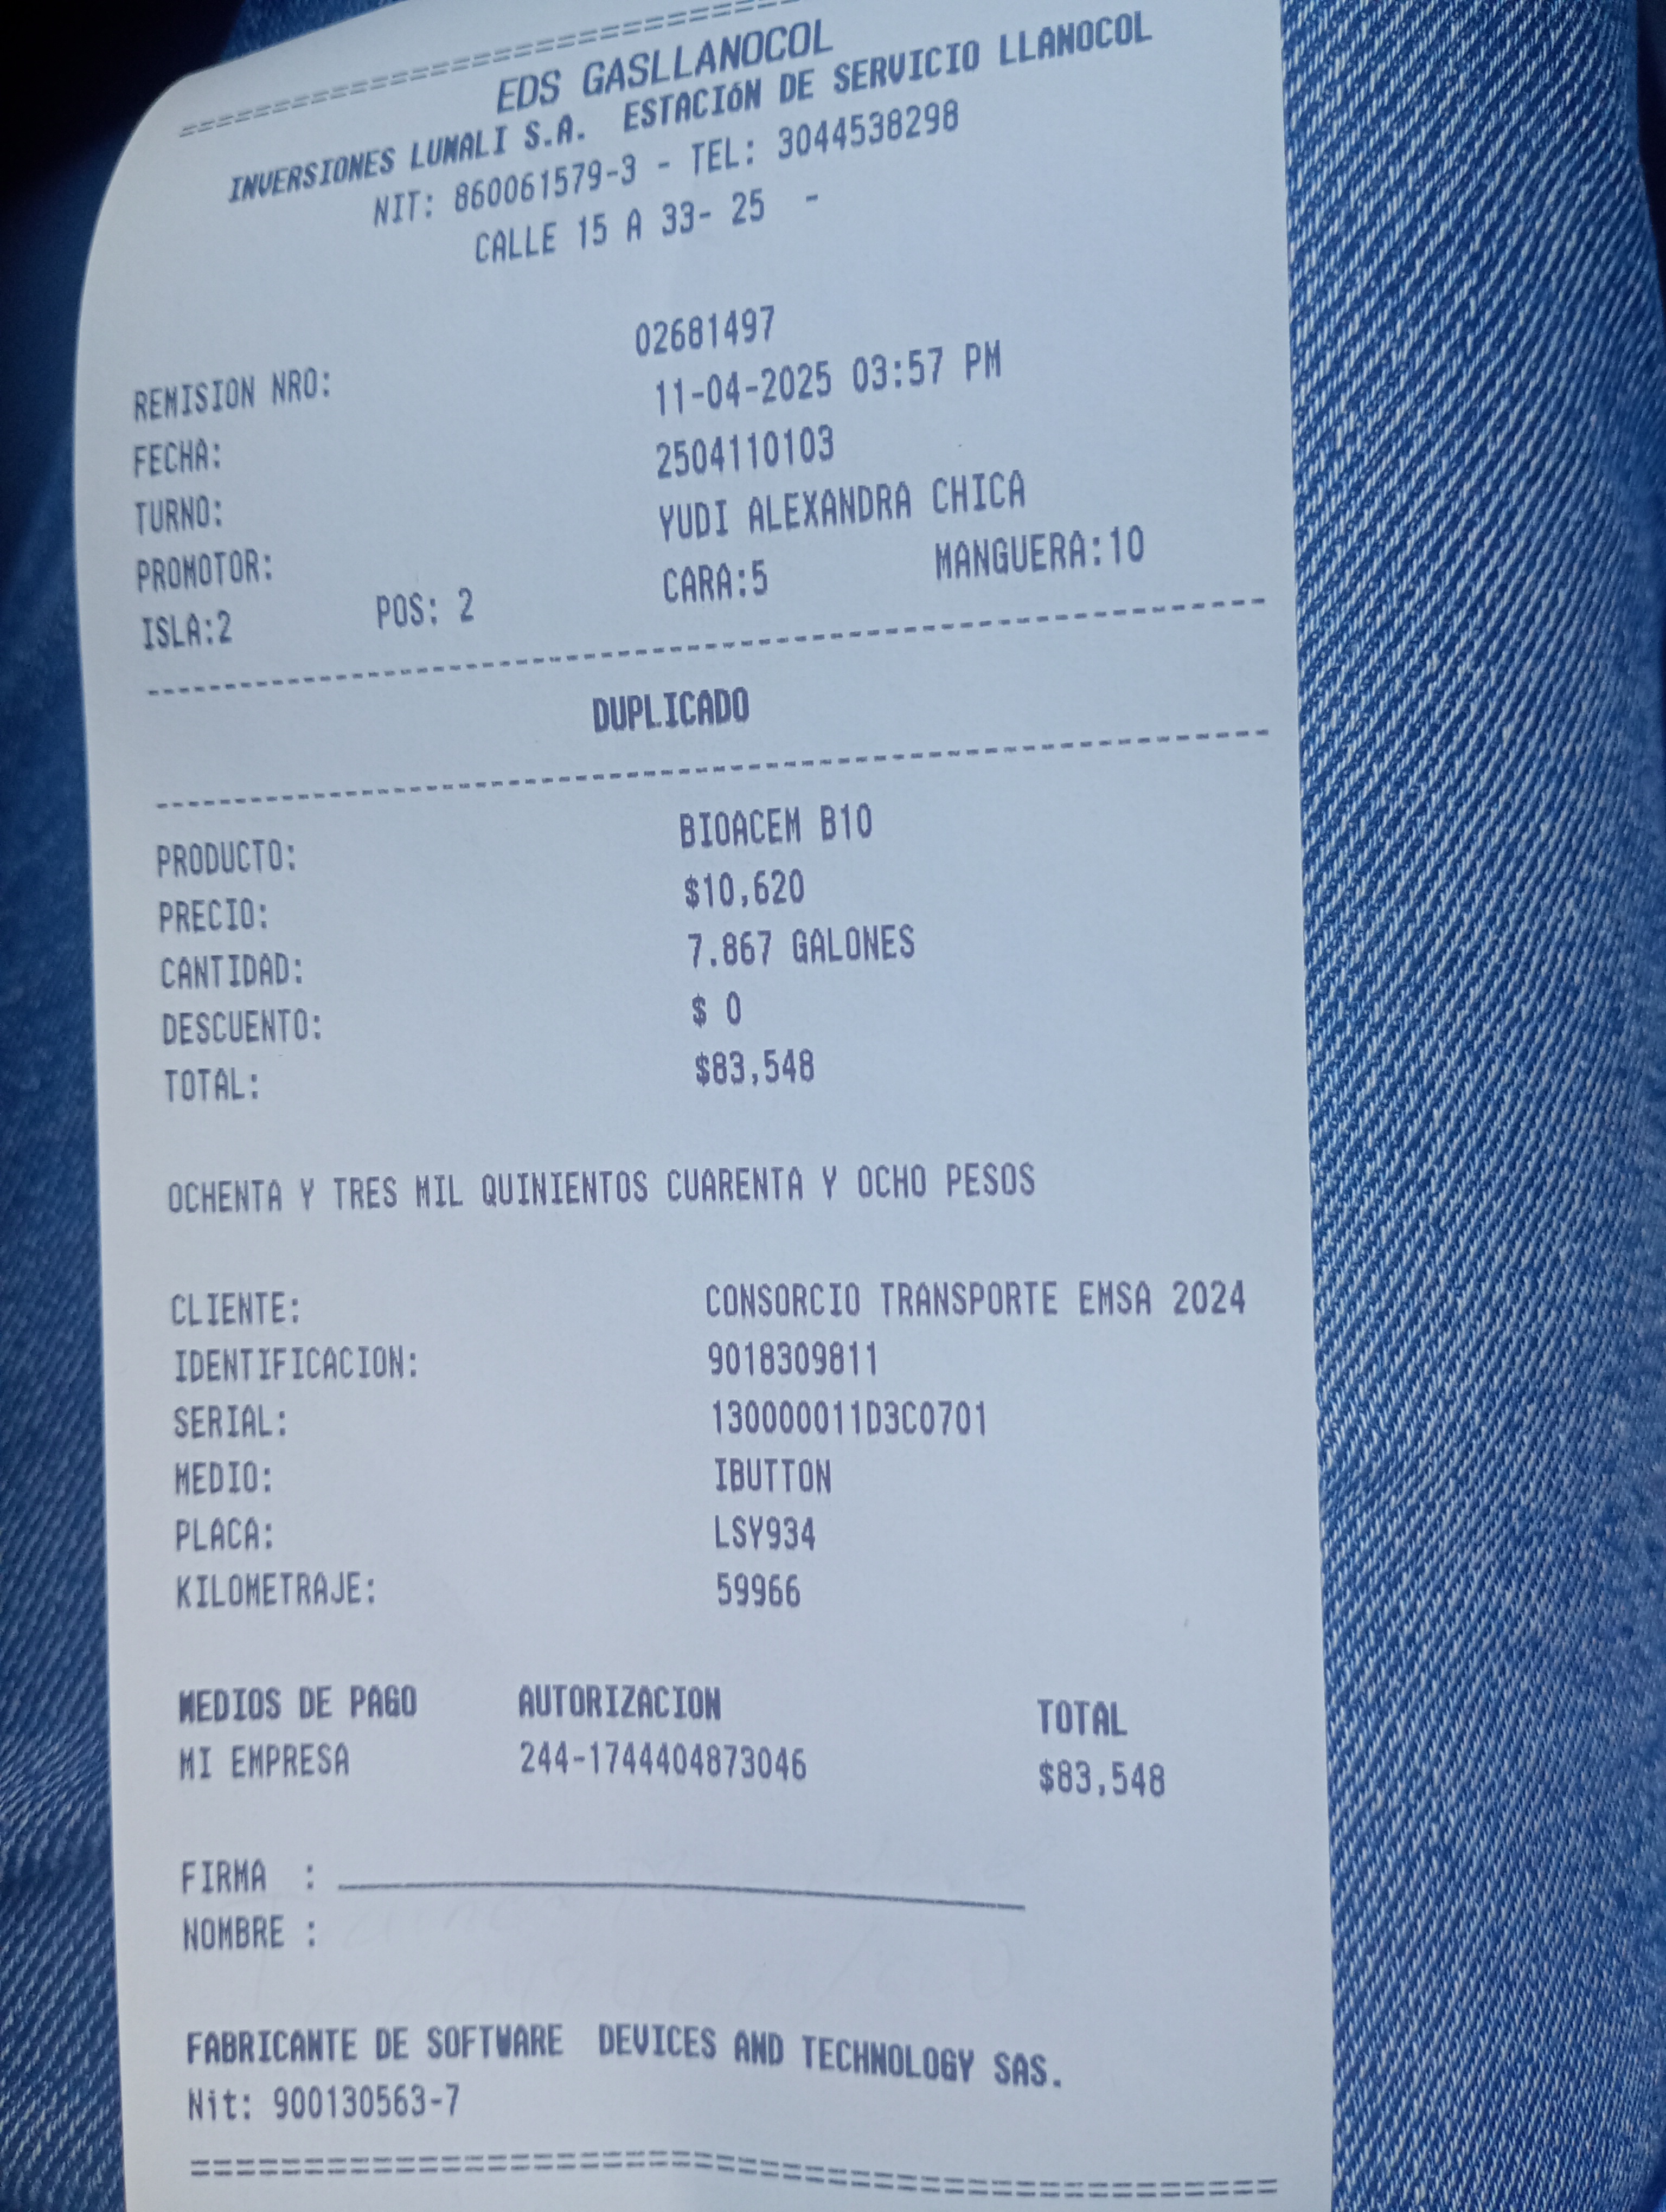 EDS GASLLANOCOL
INVERSIONES LUMALI S.A. ESTACIÓN DE SERVICIO LLANOCOL
NIT: 860061579-3 - TEL: 3044538298
CALLE 15 A 33- 25 -
REMISION NRO: 02681497
FECHA: 11-04-2025 03:57 PM
TURNO: 2504110103
PROMOTOR: YUDI ALEXANDRA CHICA
ISLA:2 POS: 2 CARA:5 MANGUERA:10
DUPLICADO
PRODUCTO: BIOACEM B10
PRECIO: $10,620
CANTIDAD: 7.867 GALONES
DESCUENTO: $ 0
TOTAL: $83,548
OCHENTA Y TRES MIL QUINIENTOS CUARENTA Y OCHO PESOS
CLIENTE: CONSORCIO TRANSPORTE EMSA 2024
IDENTIFICACION: 9018309811
SERIAL: 130000011D3C0701
MEDIO: IBUTTON
PLACA: LSY934
KILOMETRAJE: 59966
MEDIOS DE PAGO AUTORIZACION TOTAL
MI EMPRESA 244-1744404873046 $83,548
FIRMA :
NOMBRE :
FABRICANTE DE SOFTWARE DEVICES AND TECHNOLOGY SAS.
Nit: 900130563-7